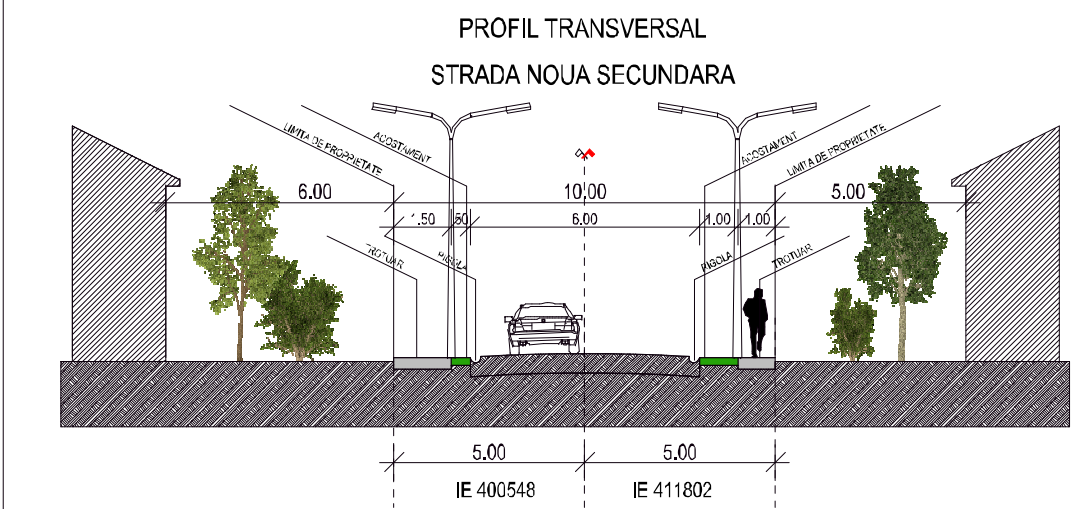 PROFIL TRANSVERSAL
STRADA NOUA SECUNDARA
LIMITA DE PROPRIETATE
ACOSTAMENT
ACOSTAMENT
LIMITA DE PROPRIETATE
6.00
10.00
5.00
1.50
.50
6.00
1.00
1.00
TROTUAR
RIGOLA
RIGOLA
TROTUAR
5.00
5.00
IE 400548
IE 411802